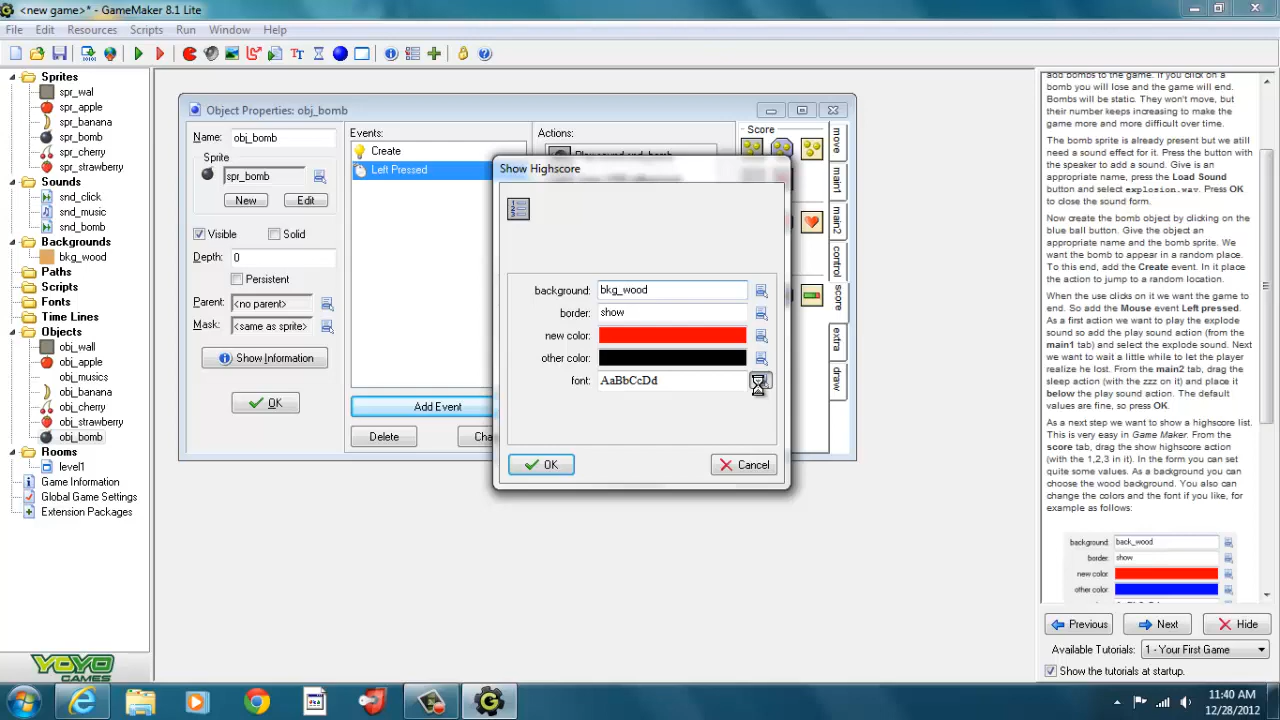 <new game>* - GameMaker 8.1 Lite
File Edit Resources Scripts Run Window Help
Sprites
spr_wal
spr_apple
spr_banana
spr_bomb
spr_cherry
spr_strawberry
Sounds
snd_click
snd_music
snd_bomb
Backgrounds
bkg_wood
Paths
Scripts
Fonts
Time Lines
Objects
obj_wall
obj_apple
obj_musics
obj_banana
obj_cherry
obj_strawberry
obj_bomb
Rooms
level1
Game Information
Global Game Settings
Extension Packages
YOYO
GAMES
Object Properties: obj_bomb
Name: obj_bomb
Sprite
spr_bomb
New Edit
Visible Solid
Depth: 0
Persistent
Parent: <no parent>
Mask: <same as sprite>
Show Information
OK
Events:
Create
Left Pressed
Add Event
Delete
Cha
Actions:
Score
move
main1
main2
control
score
extra
draw
Show Highscore
background: bkg_wood
border: show
new color:
other color:
font: AaBbCcDd
OK Cancel
add bombs to the game. If you click on a
bomb you will lose and the game will end.
Bombs will be static. They won't move, but
their number keeps increasing to make the
game more and more difficult over time.
The bomb sprite is already present but we atill
need a sound effect for it. Press the button with
the speaker to add a sound. Give is an
appropriate name, press the Load Sound
button and select explosion.wav. Press OK
to close the sound form.
Now create the bomb object by clicking on the
blue ball button. Give the object an
appropriate name and the bomb sprite. We
want the bomb to appear in a random place.
To this end, add the Create event. In it place
the action to jump to a random location.
When the use clicks on it we want the game to
end. So add the Mouse event Left pressed.
As a first action we want to play the explode
sound so add the play sound action (from the
main1 tab) and select the explode sound. Next
we want to wait a little while to let the player
realize he lost. From the main2 tab, drag the
sleep action (with the zzz on it) and place it
below the play sound action. The default
values are fine, so press OK.
As a next step we want to show a highscore list.
This is very easy in Game Maker. From the
score tab, drag the show highscore action
(with the 1,2,3 in it). In the form you can set
quite some values. As a background you can
choose the wood background. You also can
change the colors and the font if you like, for
example as follows:
background: back_wood
border: show
new color:
other color:
Previous Next Hide
Available Tutorials: 1 - Your First Game
Show the tutorials at startup.
11:40 AM
12/28/2012